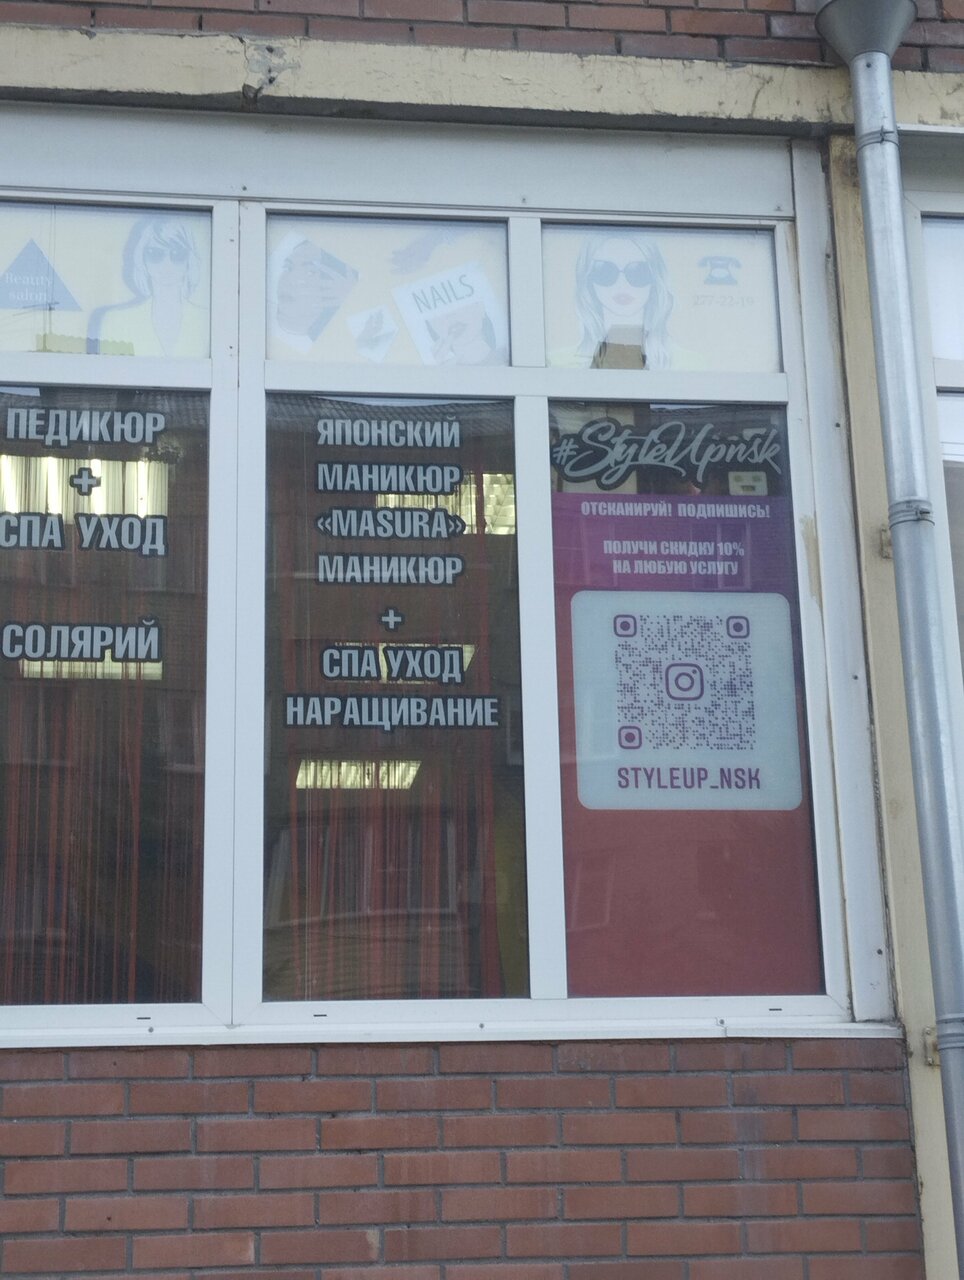 Beauty
salon
NAILS
277-22-19
ПЕДИКЮР
+
СПА УХОД
СОЛЯРИЙ
ЯПОНСКИЙ
МАНИКЮР
«MASURA»
МАНИКЮР
+
СПА УХОД
НАРАЩИВАНИЕ
#StyleUpnsk
ОТСКАНИРУЙ! ПОДПИШИСЬ!
ПОЛУЧИ СКИДКУ 10%
НА ЛЮБУЮ УСЛУГУ
STYLEUP_NSK